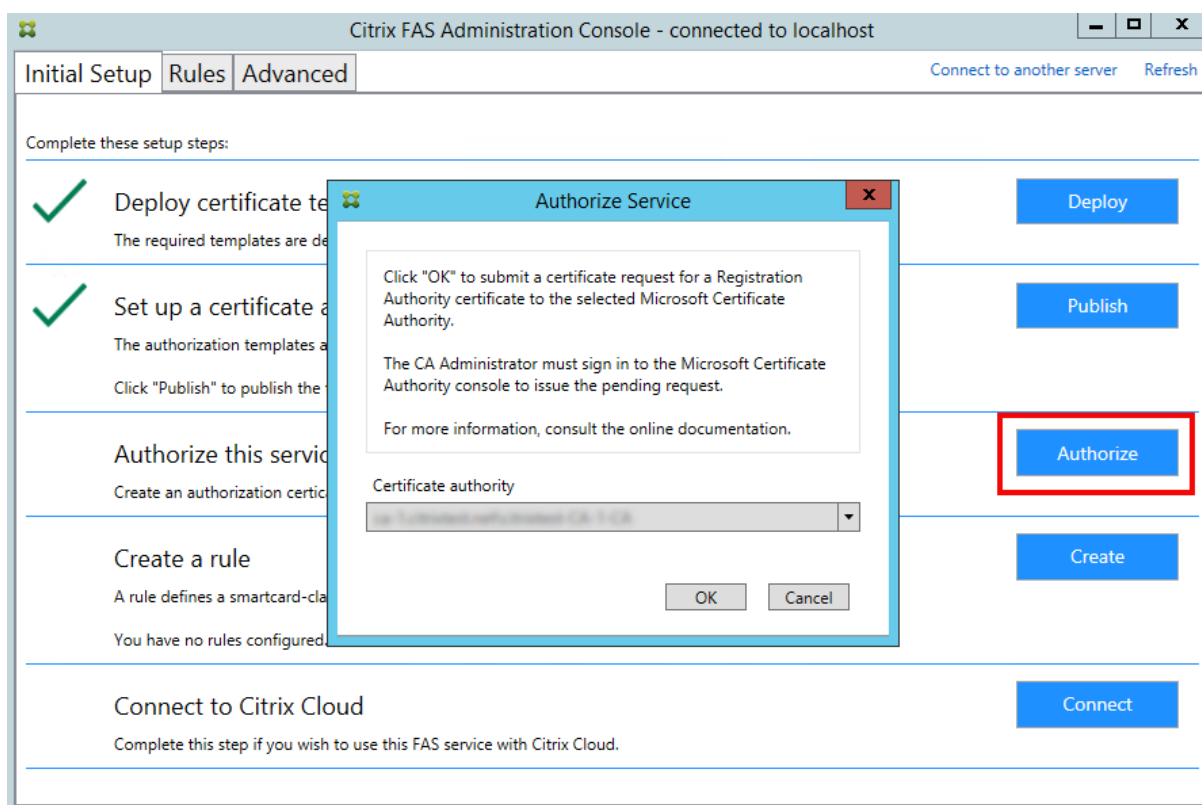 Citrix FAS Administration Console - connected to localhost
Initial Setup Rules Advanced Connect to another server Refresh
Complete these setup steps:
Deploy certificate te
The required templates are de
Deploy
Set up a certificate a
The authorization templates a
Click "Publish" to publish the
Publish
Authorize this servic
Create an authorization certic
Authorize
Create a rule
A rule defines a smartcard-cla
You have no rules configured.
Create
Connect to Citrix Cloud
Complete this step if you wish to use this FAS service with Citrix Cloud.
Connect
Authorize Service
Click "OK" to submit a certificate request for a Registration
Authority certificate to the selected Microsoft Certificate
Authority.
The CA Administrator must sign in to the Microsoft Certificate
Authority console to issue the pending request.
For more information, consult the online documentation.
Certificate authority
OK Cancel